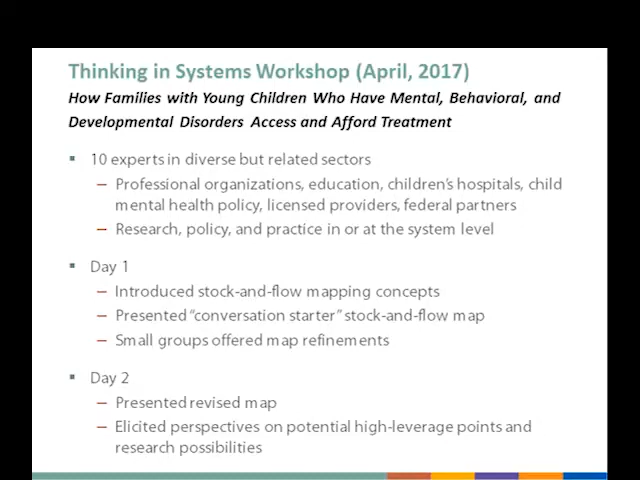 Thinking in Systems Workshop (April, 2017)
How Families with Young Children Who Have Mental, Behavioral, and
Developmental Disorders Access and Afford Treatment
▪ 10 experts in diverse but related sectors
– Professional organizations, education, children’s hospitals, child
mental health policy, licensed providers, federal partners
– Research, policy, and practice in or at the system level
▪ Day 1
– Introduced stock-and-flow mapping concepts
– Presented “conversation starter” stock-and-flow map
– Small groups offered map refinements
▪ Day 2
– Presented revised map
– Elicited perspectives on potential high-leverage points and
research possibilities